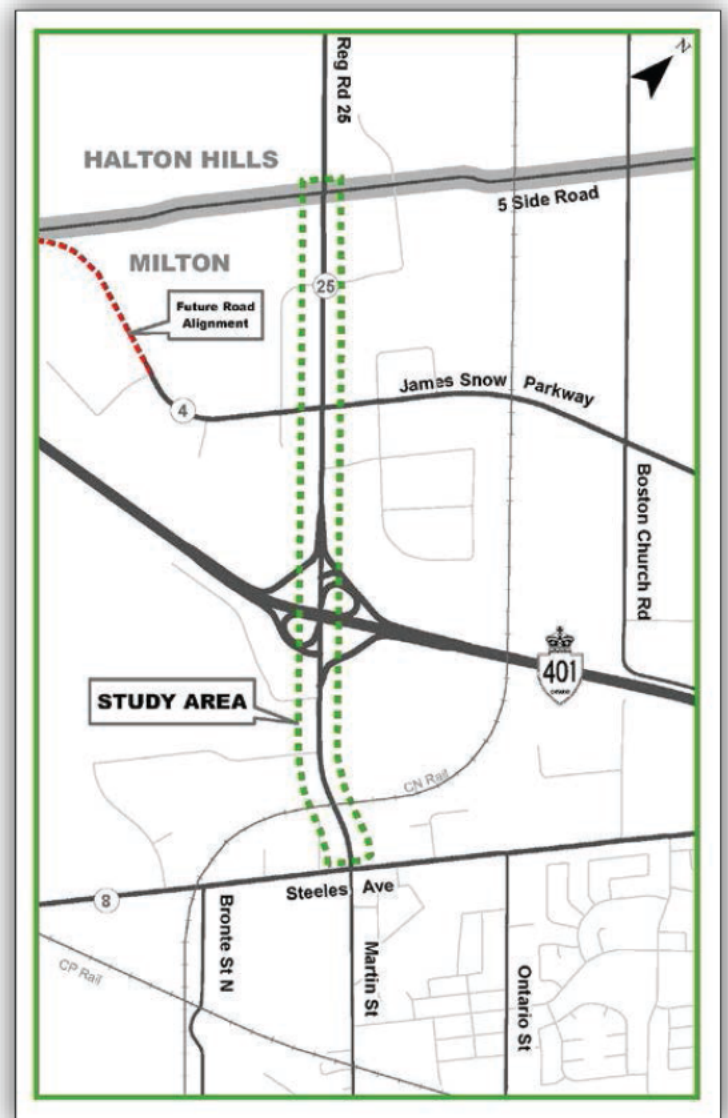 N
Reg Rd 25
HALTON HILLS
5 Side Road
MILTON
25
Future Road
Alignment
James Snow Parkway
4
Boston Church Rd
401
STUDY AREA
CN Rail
Steeles Ave
8
Bronte St N
Martin St
Ontario St
CP Rail